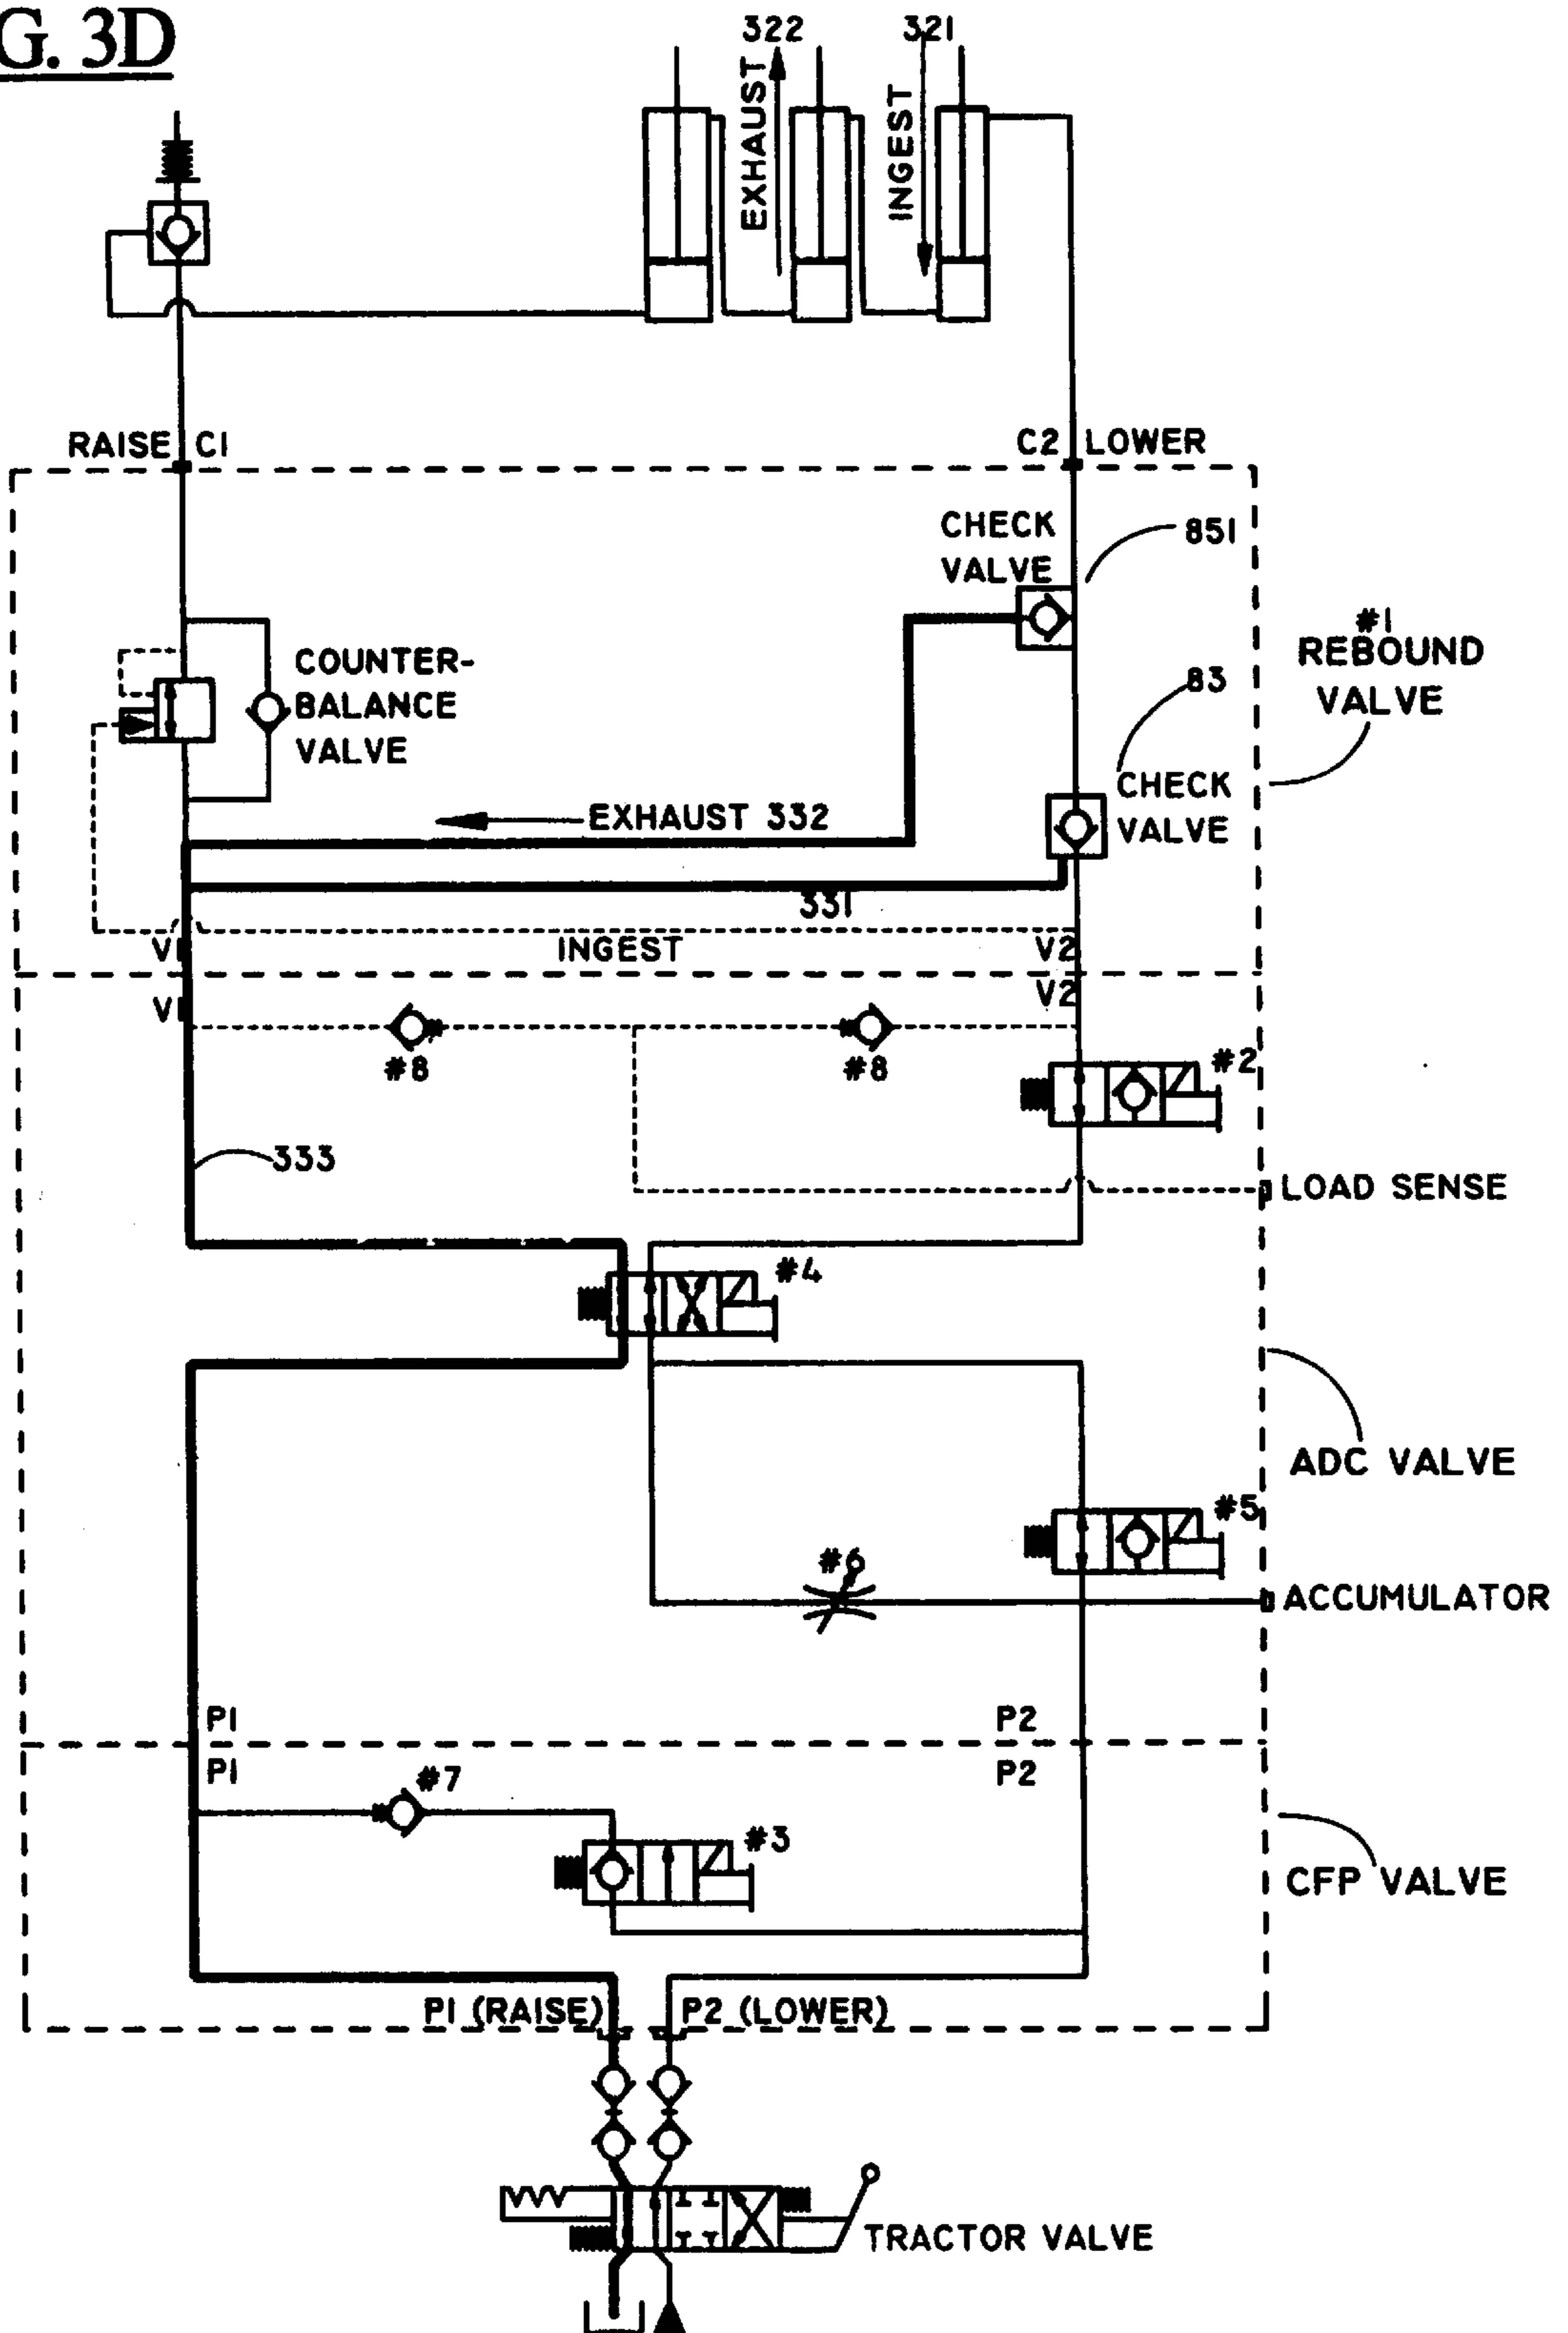 G. 3D
322
321
EXHAUST
INGEST
RAISE C1
C2 LOWER
CHECK
VALVE
851
#1
REBOUND
VALVE
COUNTER-
BALANCE
VALVE
83
CHECK
VALVE
EXHAUST 332
331
V1
INGEST
V2
V1
V2
#8
#8
#2
333
LOAD SENSE
#4
ADC VALVE
#5
#6
ACCUMULATOR
P1
P2
P1
P2
#7
#3
CFP VALVE
P1 (RAISE)
P2 (LOWER)
TRACTOR VALVE